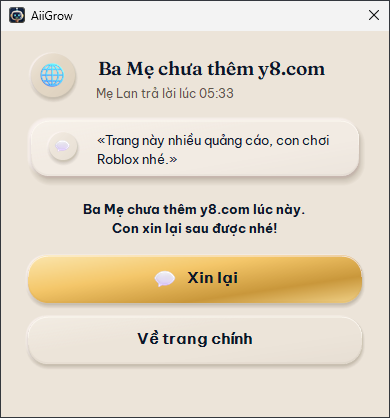 AiiGrow
Ba Mẹ chưa thêm y8.com
Mẹ Lan trả lời lúc 05:33
«Trang này nhiều quảng cáo, con chơi
Roblox nhé.»
Ba Mẹ chưa thêm y8.com lúc này.
Con xin lại sau được nhé!
Xin lại
Về trang chính